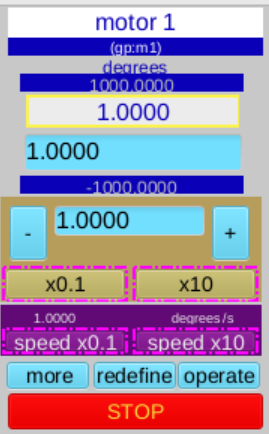 motor 1
(gp:m1)
degrees
1000.0000
1.0000
1.0000
-1000.0000
- 1.0000 +
x0.1 x10
1.0000 degrees/s
speed x0.1 speed x10
more redefine operate
STOP